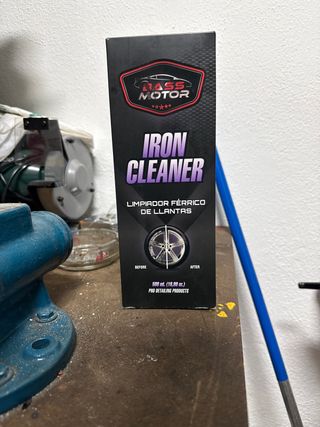 BASS
MOTOR
IRON
CLEANER
LIMPIADOR FÉRRICO
DE LLANTAS
BEFORE
AFTER
500 ml. (16,90 oz.)
PRO DETAILING PRODUCTS